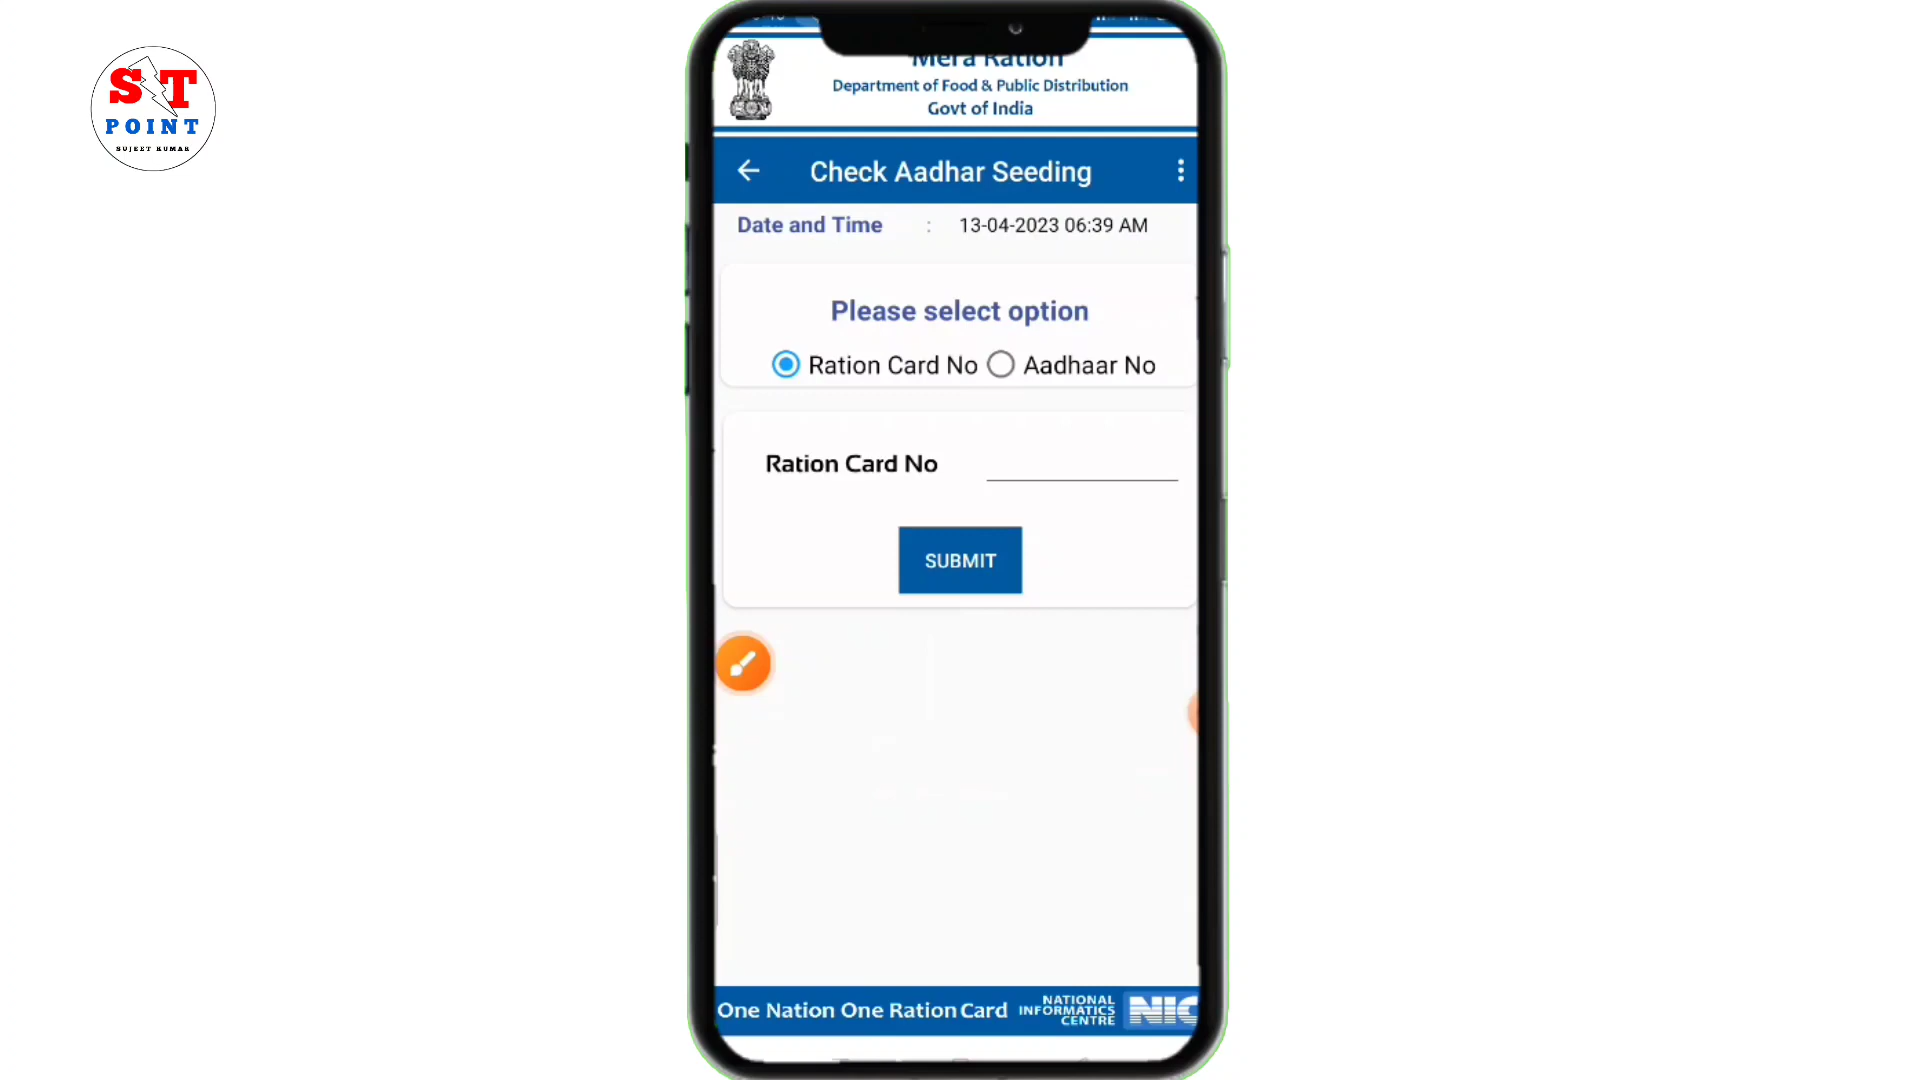 ST
POINT
SUJEET KUMAR
Mera Ration
Department of Food & Public Distribution
Govt of India
Check Aadhar Seeding
Date and Time : 13-04-2023 06:39 AM
Please select option
Ration Card No Aadhaar No
Ration Card No
SUBMIT
One Nation One Ration Card
NATIONAL
INFORMATICS
CENTRE
NIC